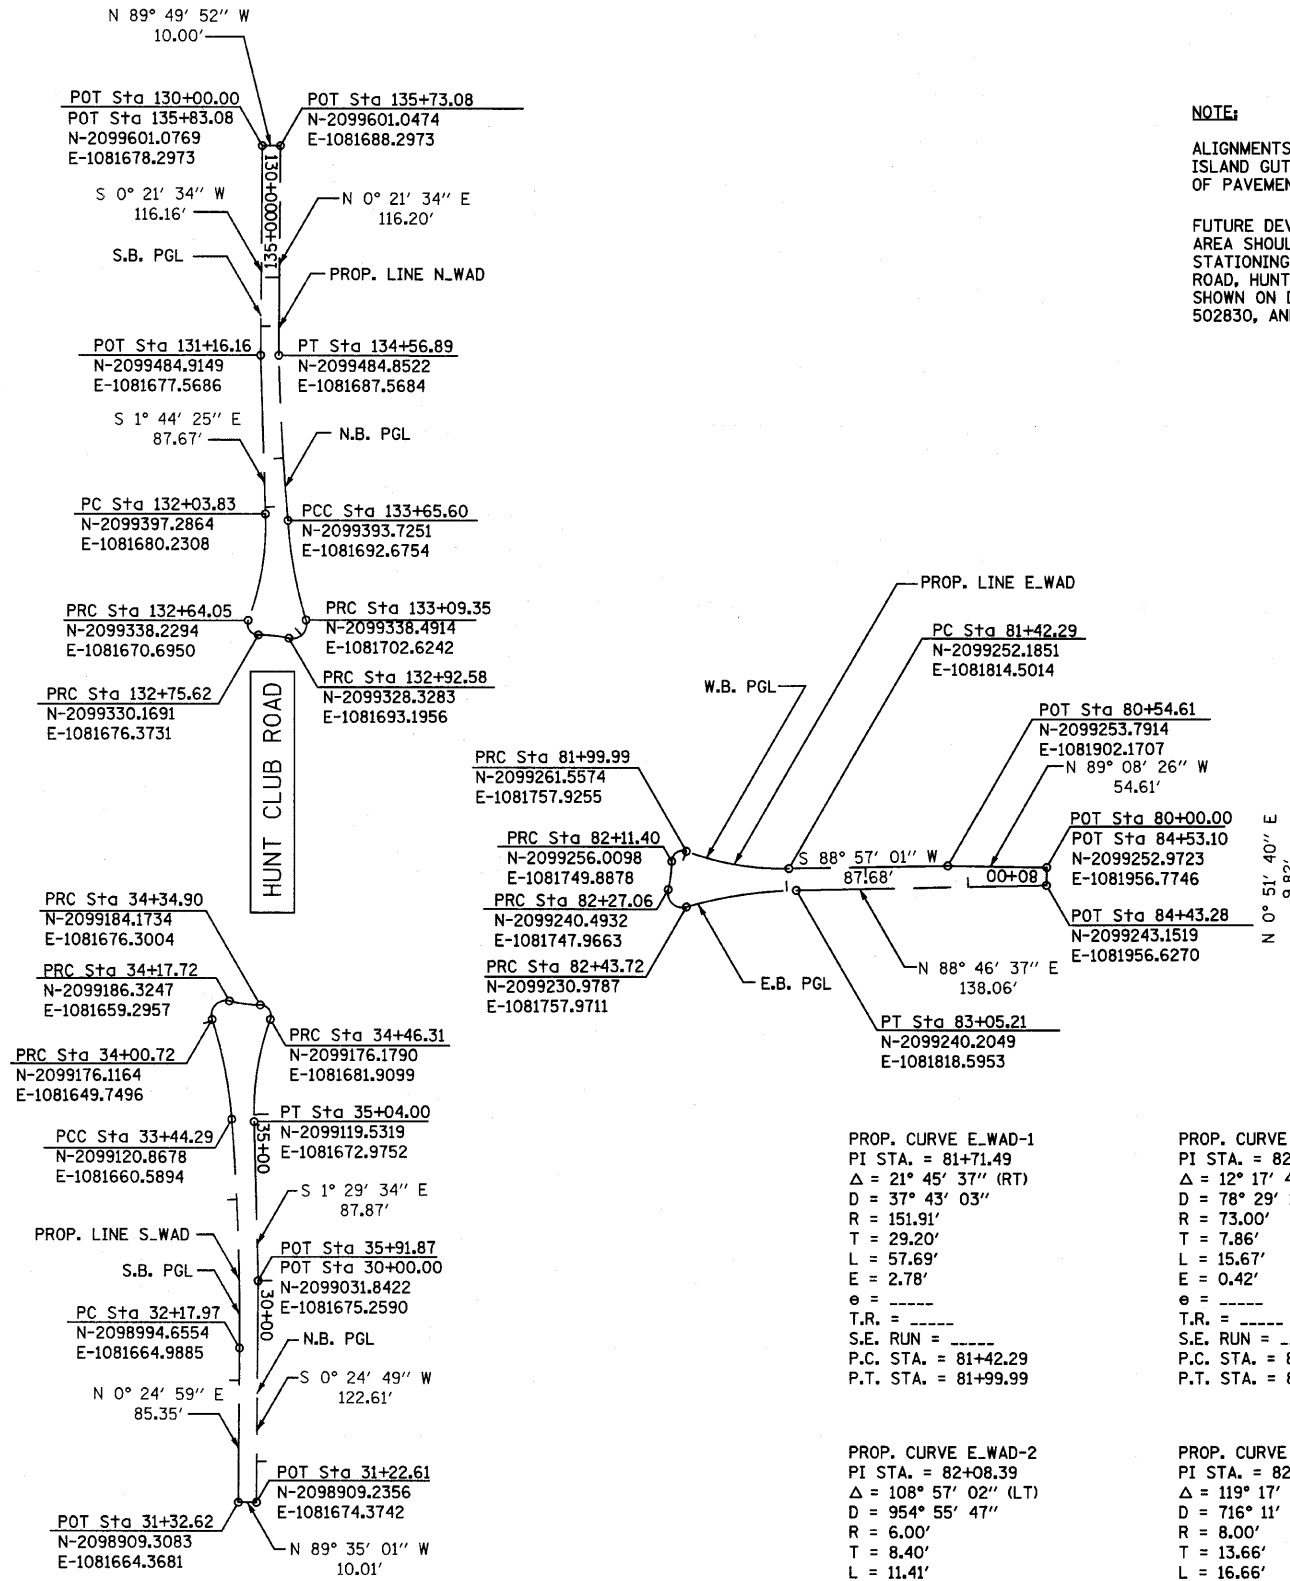 N 89° 49′ 52″ W
10.00′
POT Sta 130+00.00
POT Sta 135+83.08
N-2099601.0769
E-1081678.2973
POT Sta 135+73.08
N-2099601.0474
E-1081688.2973
130+00
135+00
S 0° 21′ 34″ W
116.16′
N 0° 21′ 34″ E
116.20′
S.B. PGL
PROP. LINE N_WAD
POT Sta 131+16.16
N-2099484.9149
E-1081677.5686
PT Sta 134+56.89
N-2099484.8522
E-1081687.5684
S 1° 44′ 25″ E
87.67′
N.B. PGL
PC Sta 132+03.83
N-2099397.2864
E-1081680.2308
PCC Sta 133+65.60
N-2099393.7251
E-1081692.6754
PRC Sta 132+64.05
N-2099338.2294
E-1081670.6950
PRC Sta 133+09.35
N-2099338.4914
E-1081702.6242
PRC Sta 132+75.62
N-2099330.1691
E-1081676.3731
PRC Sta 132+92.58
N-2099328.3283
E-1081693.1956
HUNT CLUB ROAD
NOTE:
ALIGNMENTS
ISLAND GUT
OF PAVEMEN
FUTURE DEV
AREA SHOUL
STATIONING
ROAD, HUNT
SHOWN ON D
502830, AN
PROP. LINE E_WAD
PC Sta 81+42.29
N-2099252.1851
E-1081814.5014
W.B. PGL
POT Sta 80+54.61
N-2099253.7914
E-1081902.1707
N 89° 08′ 26″ W
54.61′
PRC Sta 81+99.99
N-2099261.5574
E-1081757.9255
PRC Sta 82+11.40
N-2099256.0098
E-1081749.8878
S 88° 57′ 01″ W
87.68′
80+00
POT Sta 80+00.00
POT Sta 84+53.10
N-2099252.9723
E-1081956.7746
N 0° 51′ 40″ E
9.82′
PRC Sta 82+27.06
N-2099240.4932
E-1081747.9663
POT Sta 84+43.28
N-2099243.1519
E-1081956.6270
PRC Sta 82+43.72
N-2099230.9787
E-1081757.9711
E.B. PGL
N 88° 46′ 37″ E
138.06′
PT Sta 83+05.21
N-2099240.2049
E-1081818.5953
PRC Sta 34+34.90
N-2099184.1734
E-1081676.3004
PRC Sta 34+17.72
N-2099186.3247
E-1081659.2957
PRC Sta 34+00.72
N-2099176.1164
E-1081649.7496
PRC Sta 34+46.31
N-2099176.1790
E-1081681.9099
PCC Sta 33+44.29
N-2099120.8678
E-1081660.5894
PT Sta 35+04.00
N-2099119.5319
E-1081672.9752
35+00
S 1° 29′ 34″ E
87.87′
PROP. LINE S_WAD
S.B. PGL
POT Sta 35+91.87
POT Sta 30+00.00
N-2099031.8422
E-1081675.2590
30+00
PC Sta 32+17.97
N-2098994.6554
E-1081664.9885
N.B. PGL
S 0° 24′ 49″ W
122.61′
N 0° 24′ 59″ E
85.35′
POT Sta 31+22.61
N-2098909.2356
E-1081674.3742
POT Sta 31+32.62
N-2098909.3083
E-1081664.3681
N 89° 35′ 01″ W
10.01′
PROP. CURVE E_WAD-1
PI STA. = 81+71.49
Δ = 21° 45′ 37″ (RT)
D = 37° 43′ 03″
R = 151.91′
T = 29.20′
L = 57.69′
E = 2.78′
e = _____
T.R. = _____
S.E. RUN = _____
P.C. STA. = 81+42.29
P.T. STA. = 81+99.99
PROP. CURVE
PI STA. = 82
Δ = 12° 17′ 4
D = 78° 29′
R = 73.00′
T = 7.86′
L = 15.67′
E = 0.42′
e = _____
T.R. = _____
S.E. RUN = _
P.C. STA. = 8
P.T. STA. = 8
PROP. CURVE E_WAD-2
PI STA. = 82+08.39
Δ = 108° 57′ 02″ (LT)
D = 954° 55′ 47″
R = 6.00′
T = 8.40′
L = 11.41′
PROP. CURVE
PI STA. = 82
Δ = 119° 17′
D = 716° 11′
R = 8.00′
T = 13.66′
L = 16.66′